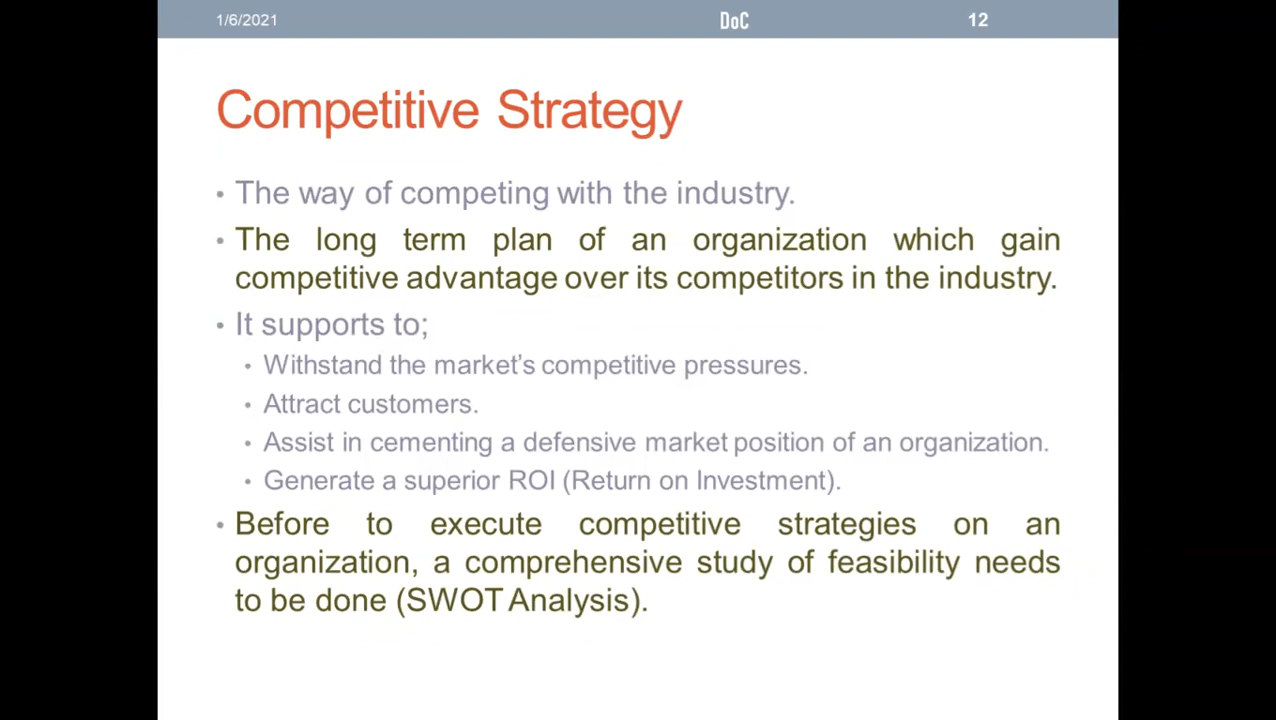 1/6/2021 DoC 12
Competitive Strategy
• The way of competing with the industry.
• The long term plan of an organization which gain
competitive advantage over its competitors in the industry.
• It supports to;
• Withstand the market's competitive pressures.
• Attract customers.
• Assist in cementing a defensive market position of an organization.
• Generate a superior ROI (Return on Investment).
• Before to execute competitive strategies on an
organization, a comprehensive study of feasibility needs
to be done (SWOT Analysis).